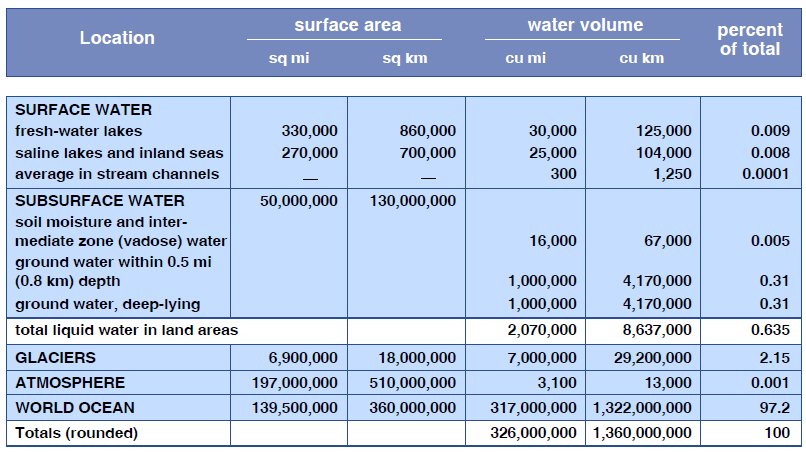 Location surface area water volume percent of total
sq mi sq km cu mi cu km
SURFACE WATER
fresh-water lakes 330,000 860,000 30,000 125,000 0.009
saline lakes and inland seas 270,000 700,000 25,000 104,000 0.008
average in stream channels — — 300 1,250 0.0001
SUBSURFACE WATER 50,000,000 130,000,000
soil moisture and inter-
mediate zone (vadose) water 16,000 67,000 0.005
ground water within 0.5 mi
(0.8 km) depth 1,000,000 4,170,000 0.31
ground water, deep-lying 1,000,000 4,170,000 0.31
total liquid water in land areas 2,070,000 8,637,000 0.635
GLACIERS 6,900,000 18,000,000 7,000,000 29,200,000 2.15
ATMOSPHERE 197,000,000 510,000,000 3,100 13,000 0.001
WORLD OCEAN 139,500,000 360,000,000 317,000,000 1,322,000,000 97.2
Totals (rounded) 326,000,000 1,360,000,000 100